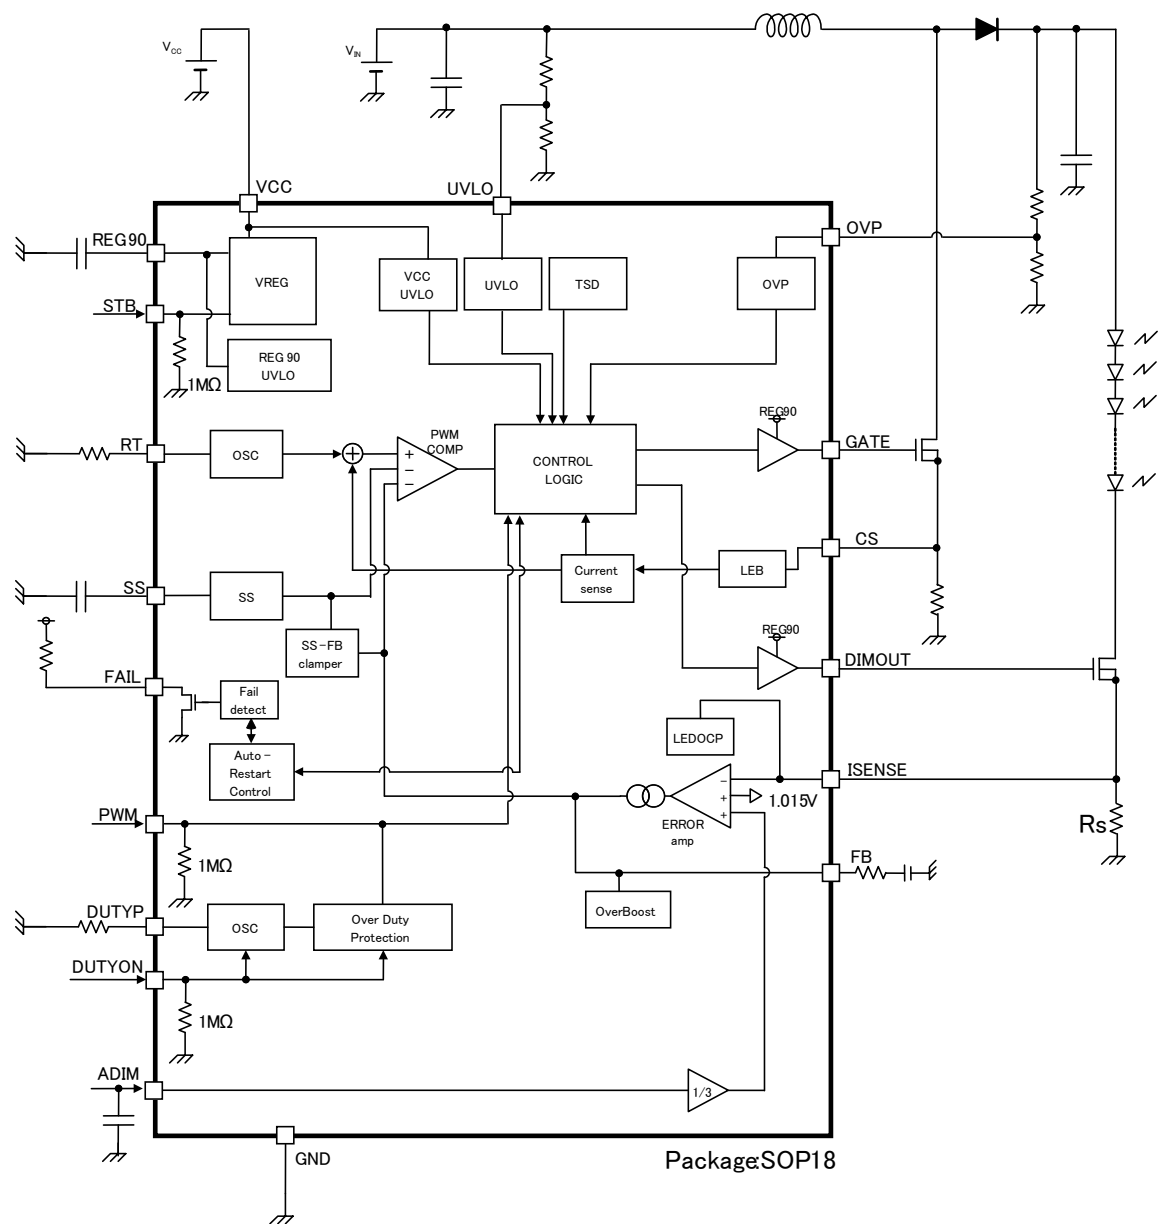 VCC
VIN
VCC
UVLO
REG90
OVP
VREG
VCC
UVLO
UVLO
TSD
OVP
STB
REG 90
UVLO
1MΩ
REG90
RT
OSC
+
−
−
PWM
COMP
CONTROL
LOGIC
GATE
CS
Current
sense
LEB
SS
SS
SS-FB
clamper
REG90
DIMOUT
FAIL
Fail
detect
LEDOCP
Auto-
Restart
Control
ISENSE
−
+
+
1.015V
ERROR
amp
Rs
PWM
1MΩ
FB
OverBoost
DUTYP
OSC
Over Duty
Protection
DUTYON
1MΩ
ADIM
1/3
GND
Package:SOP18